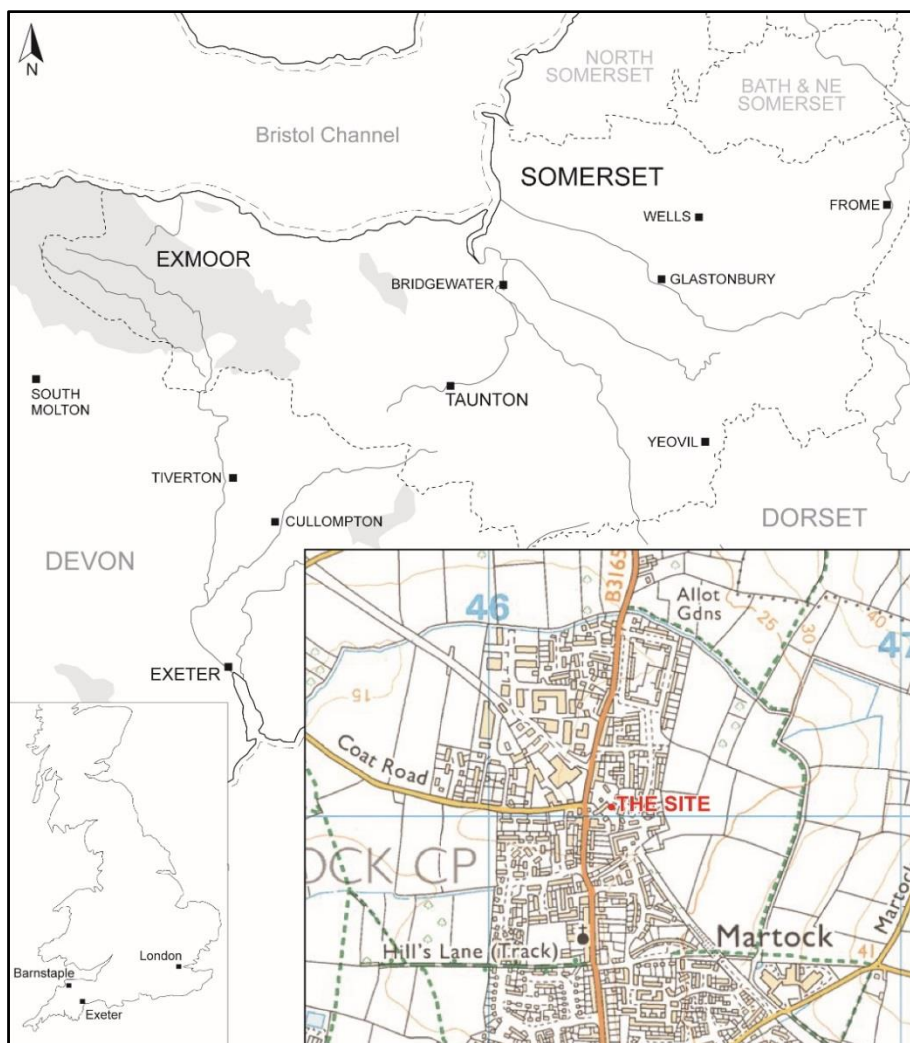 N
NORTH
SOMERSET
BATH & NE
SOMERSET
Bristol Channel
SOMERSET
WELLS
FROME
EXMOOR
BRIDGEWATER
GLASTONBURY
SOUTH
MOLTON
TAUNTON
YEOVIL
TIVERTON
CULLOMPTON
DORSET
DEVON
EXETER
B3165
Allot
Gdns
46
47
25
30
40
15
Coat Road
THE SITE
OCK CP
Hill's Lane (Track)
Martock
Martock
41
London
Barnstaple
Exeter